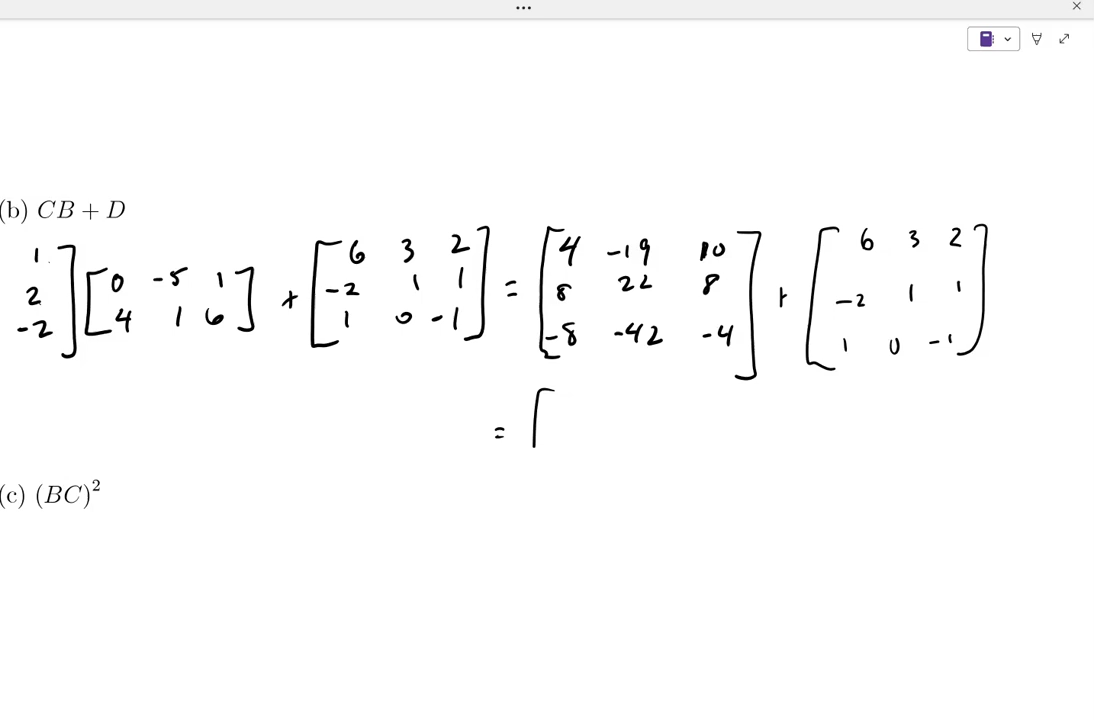 (b) CB + D
1
2
-2 ] [ 0 -5 1
4 1 6 ] + [ 6 3 2
-2 1 1
1 0 -1 ] = [ 4 -19 10
8 22 8
-8 -42 -4 ] + [ 6 3 2
-2 1 1
1 0 -1 ]
= [
(c) (BC)²